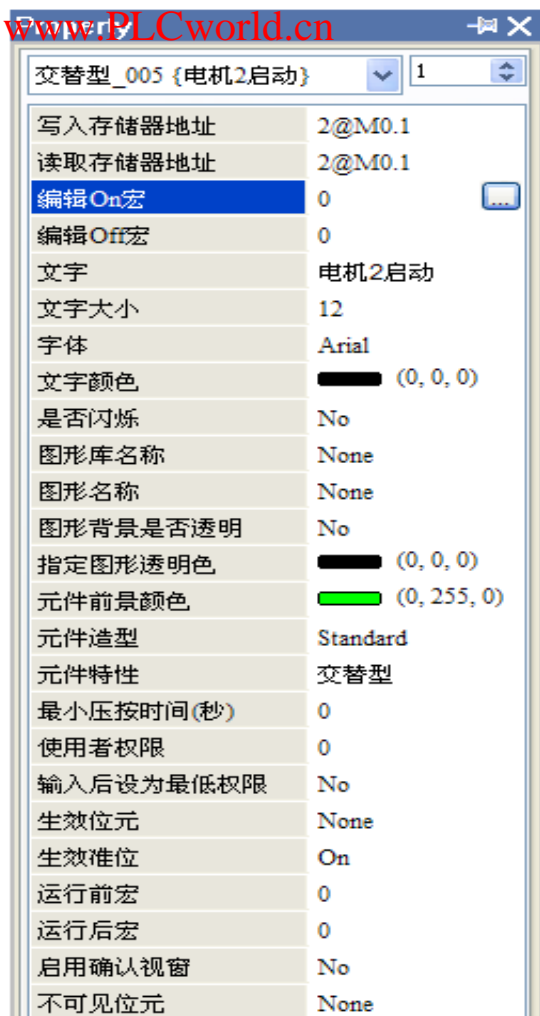 Property
www.PLCworld.cn
交替型_005 {电机2启动} 1
写入存储器地址 2@M0.1
读取存储器地址 2@M0.1
编辑On宏 0 ...
编辑Off宏 0
文字 电机2启动
文字大小 12
字体 Arial
文字颜色 (0, 0, 0)
是否闪烁 No
图形库名称 None
图形名称 None
图形背景是否透明 No
指定图形透明色 (0, 0, 0)
元件前景颜色 (0, 255, 0)
元件造型 Standard
元件特性 交替型
最小压按时间(秒) 0
使用者权限 0
输入后设为最低权限 No
生效位元 None
生效准位 On
运行前宏 0
运行后宏 0
启用确认视窗 No
不可见位元 None